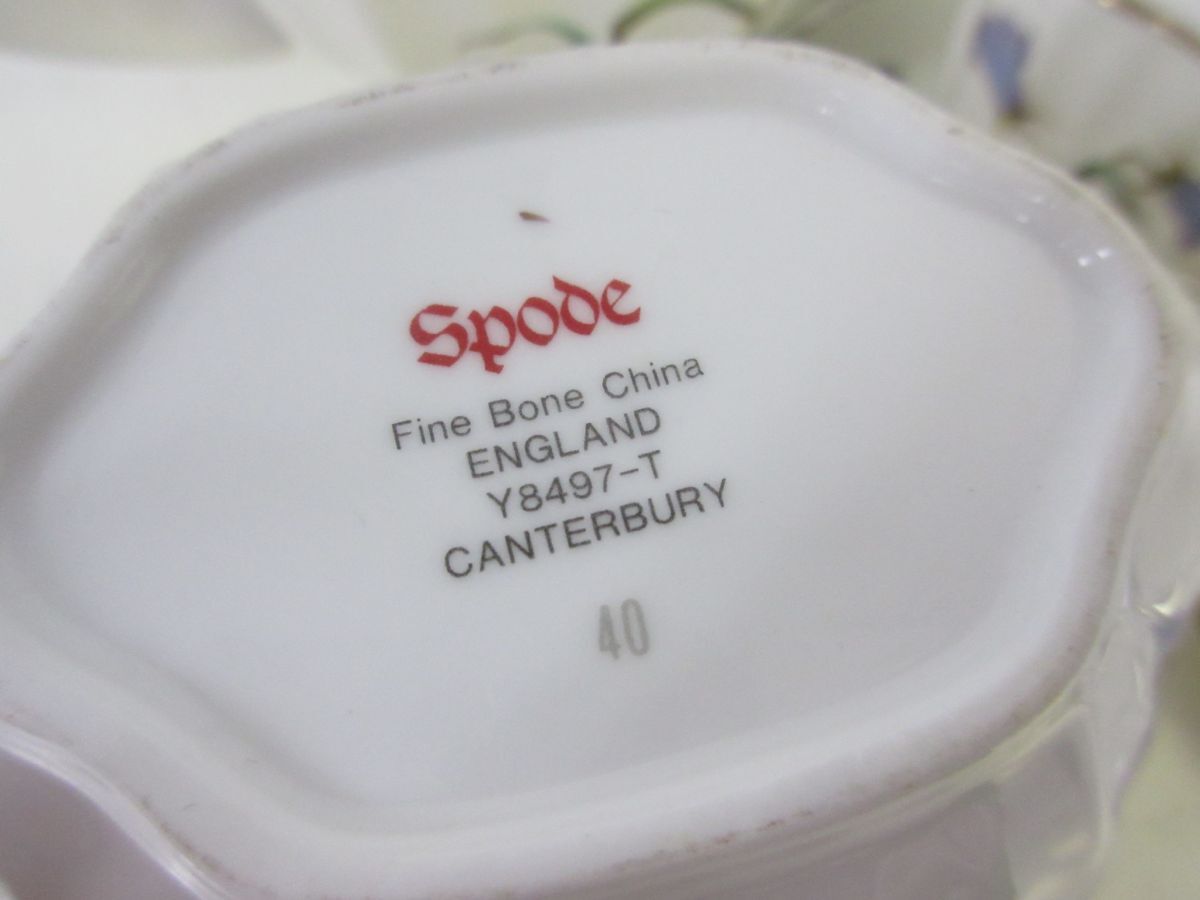 Spode
Fine Bone China
ENGLAND
Y8497-T
CANTERBURY
40